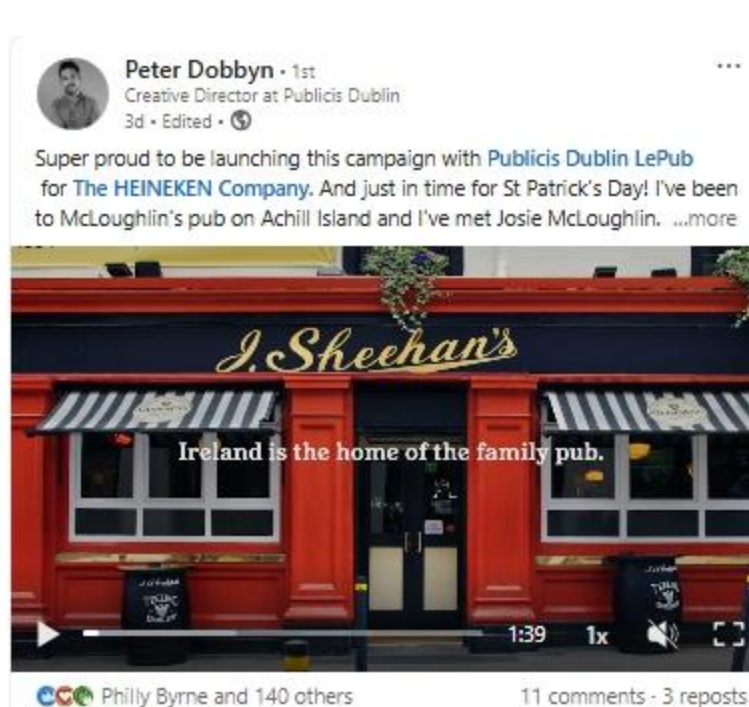 Peter Dobbyn • 1st
Creative Director at Publicis Dublin
3d • Edited •
Super proud to be launching this campaign with Publicis Dublin LePub
for The HEINEKEN Company. And just in time for St Patrick's Day! I've been
to McLoughlin's pub on Achill Island and I've met Josie McLoughlin. ...more
J. Sheehan's
Ireland is the home of the family pub.
1:39 1x
Philly Byrne and 140 others 11 comments · 3 reposts